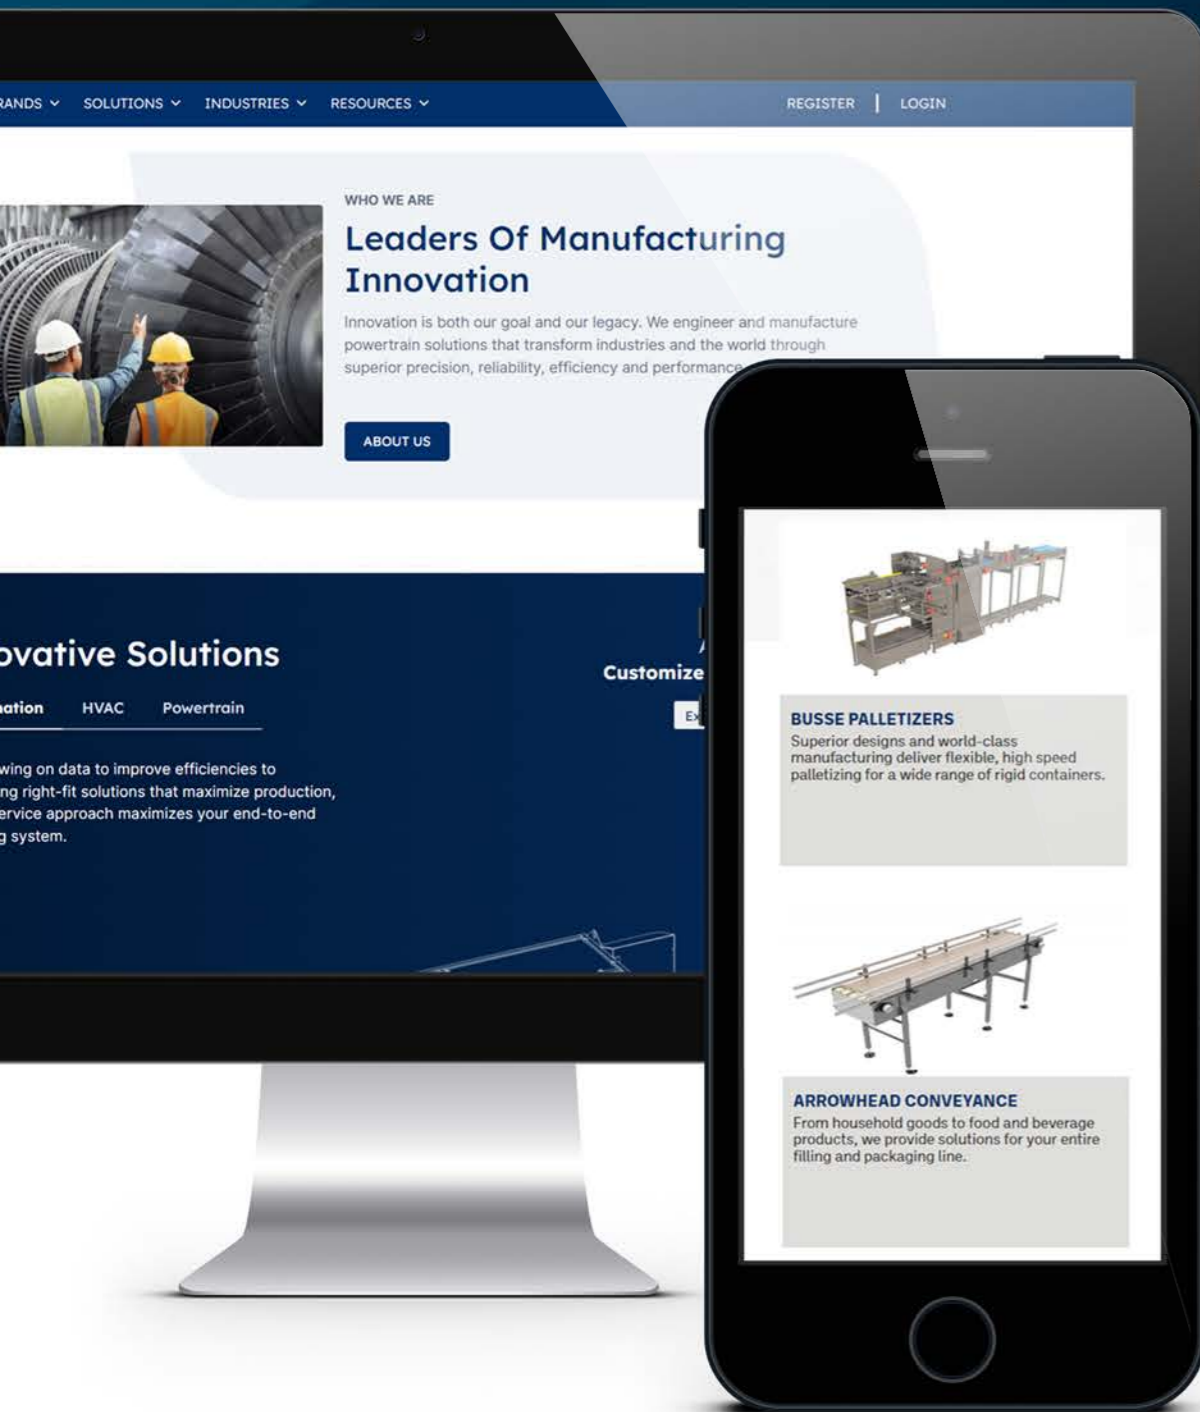 RANDS SOLUTIONS INDUSTRIES RESOURCES REGISTER | LOGIN
WHO WE ARE
Leaders Of Manufacturing
Innovation
Innovation is both our goal and our legacy. We engineer and manufacture
powertrain solutions that transform industries and the world through
superior precision, reliability, efficiency and performance
ABOUT US
ovative Solutions
nation HVAC Powertrain
wing on data to improve efficiencies to
ng right-fit solutions that maximize production,
ervice approach maximizes your end-to-end
g system.
Customize
Ex
BUSSE PALLETIZERS
Superior designs and world-class
manufacturing deliver flexible, high speed
palletizing for a wide range of rigid containers.
ARROWHEAD CONVEYANCE
From household goods to food and beverage
products, we provide solutions for your entire
filling and packaging line.